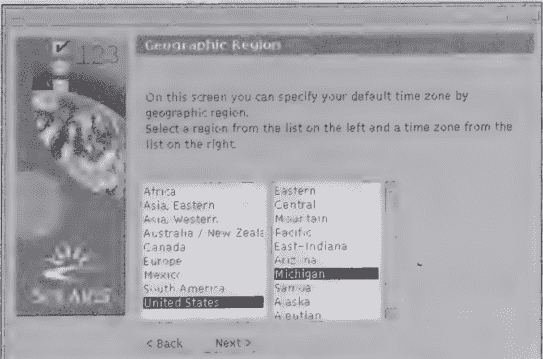 123
Geographic Region
On this screen you can specify your default time zone by
geographic region.
Select a region from the list on the left and a time zone from the
list on the right.
Africa
Asia, Eastern
Asia, Western
Australia / New Zeala
Canada
Europe
Mexico
South America
United States
Eastern
Central
Mountain
Pacific
East-Indiana
Arizona
Michigan
Samoa
Alaska
Aleutian
SOLARIS
< Back
Next >